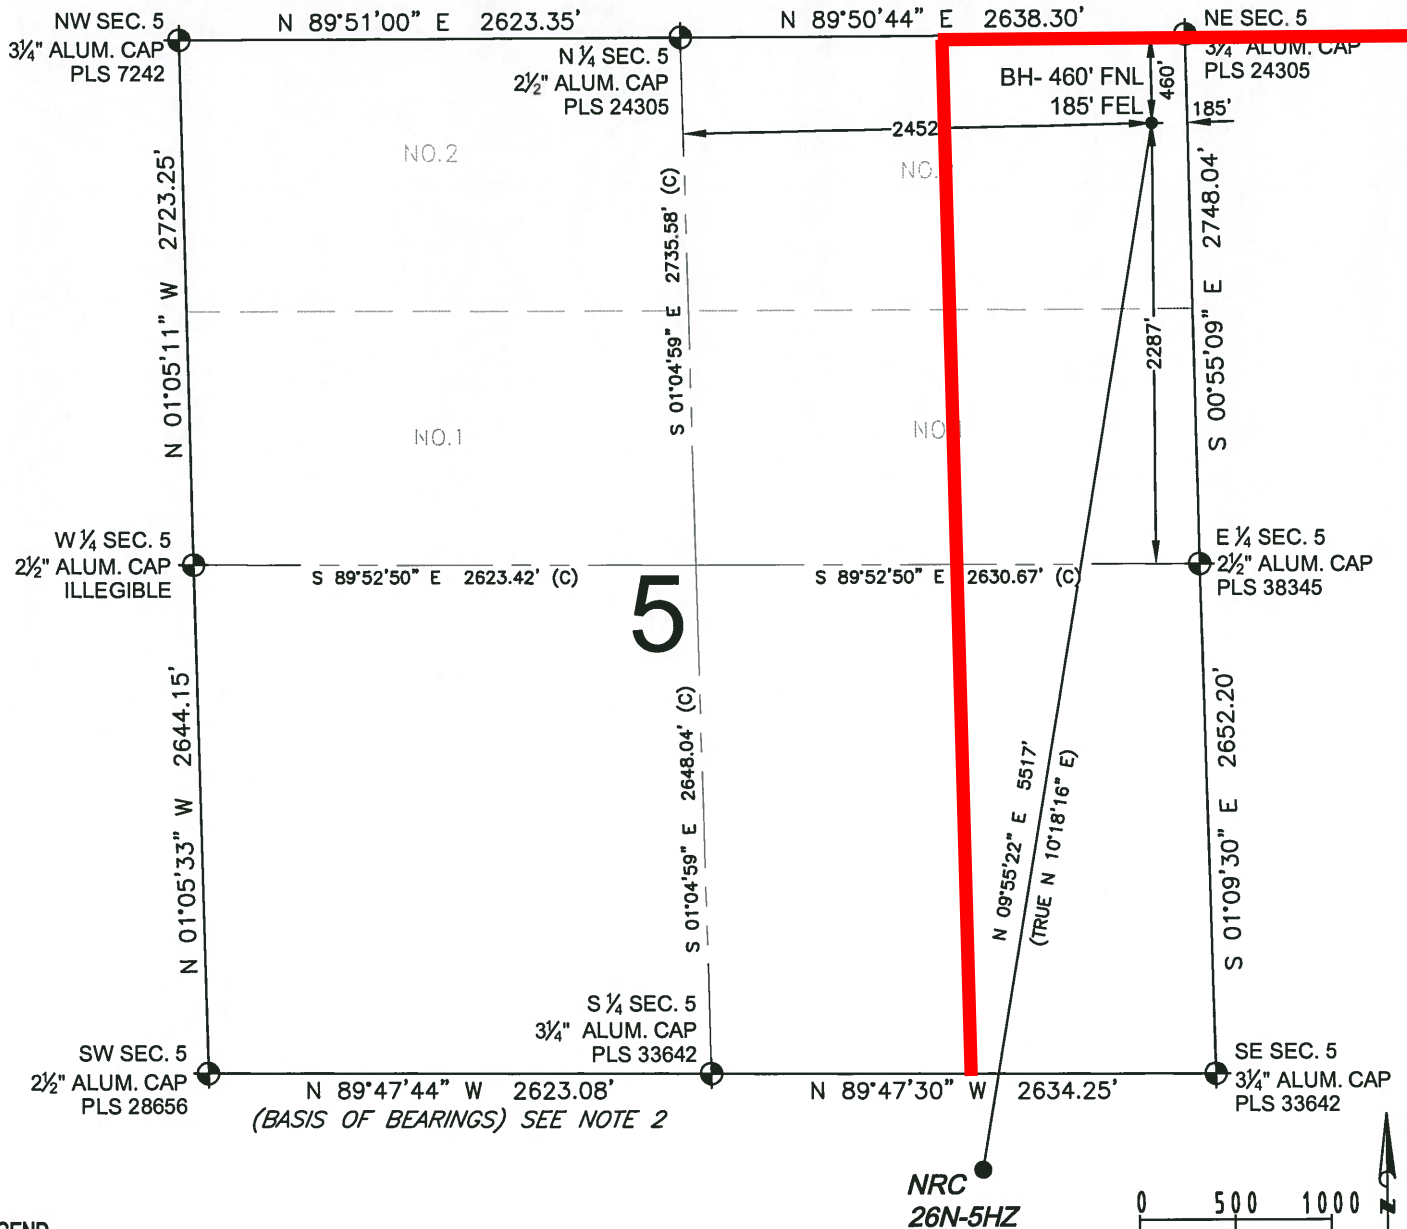 NW SEC. 5
3¼" ALUM. CAP
PLS 7242
N 89°51'00" E 2623.35'
N ¼ SEC. 5
2½" ALUM. CAP
PLS 24305
N 89°50'44" E 2638.30'
NE SEC. 5
3¼" ALUM. CAP
PLS 24305
BH- 460' FNL
185' FEL
460'
185'
2452
NO.2
NO.
N 01°05'11" W 2723.25'
S 01°04'59" E 2735.58' (C)
2287'
S 00°55'09" E 2748.04'
NO.1
NO.
W ¼ SEC. 5
2½" ALUM. CAP
ILLEGIBLE
S 89°52'50" E 2623.42' (C)
S 89°52'50" E 2630.67' (C)
E ¼ SEC. 5
2½" ALUM. CAP
PLS 38345
5
N 01°05'33" W 2644.15'
S 01°04'59" E 2648.04' (C)
N 09°55'22" E 5517'
(TRUE N 10°18'16" E)
S 01°09'30" E 2652.20'
S ¼ SEC. 5
3¼" ALUM. CAP
PLS 33642
SW SEC. 5
2½" ALUM. CAP
PLS 28656
N 89°47'44" W 2623.08'
(BASIS OF BEARINGS) SEE NOTE 2
N 89°47'30" W 2634.25'
SE SEC. 5
3¼" ALUM. CAP
PLS 33642
NRC
26N-5HZ
0 500 1000
N